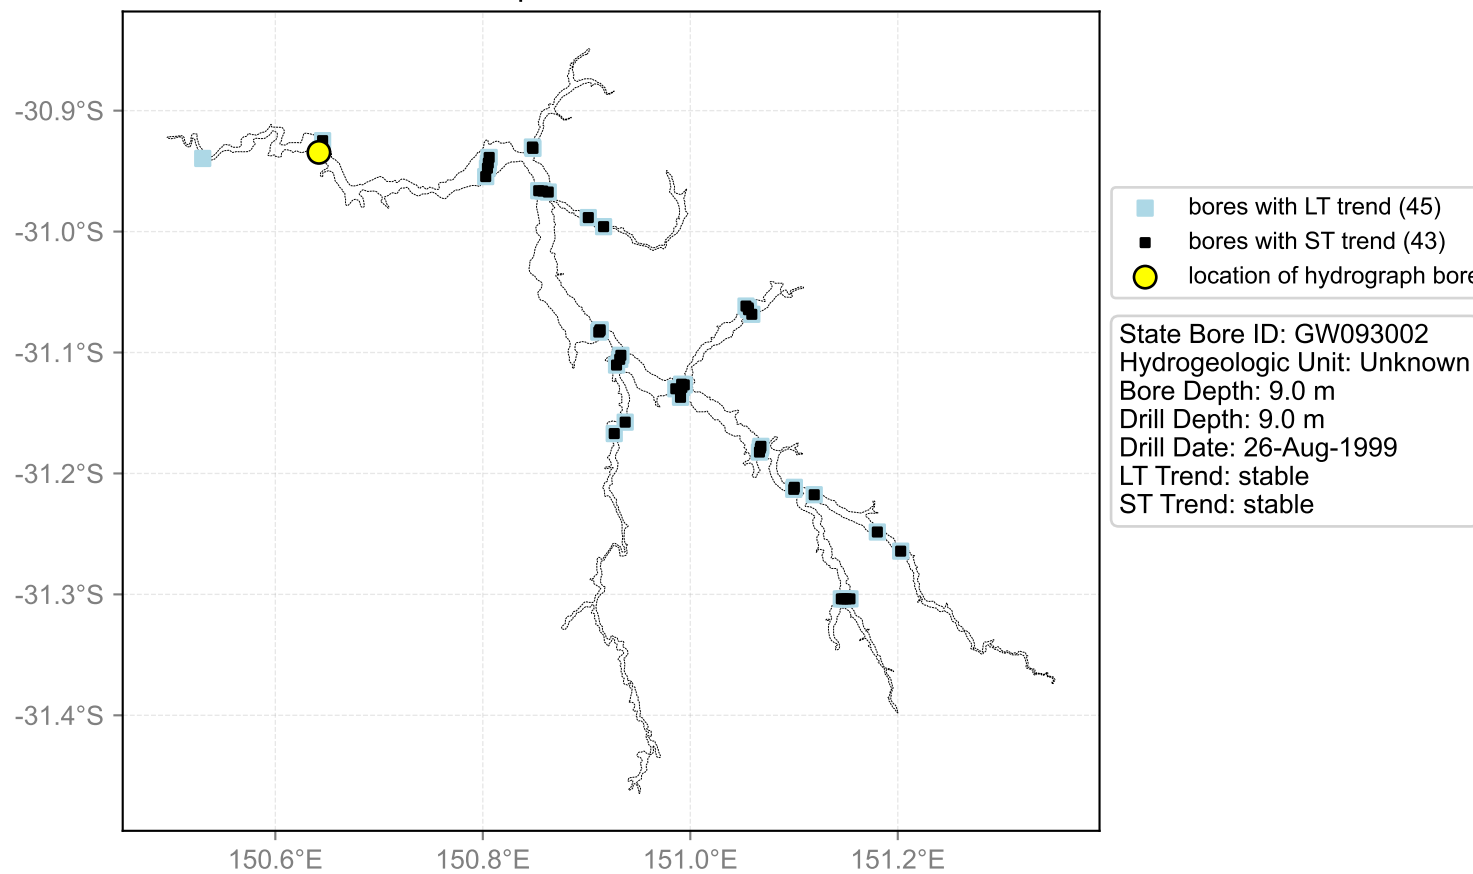 -30.9°S
-31.0°S
-31.1°S
-31.2°S
-31.3°S
-31.4°S
150.6°E
150.8°E
151.0°E
151.2°E
bores with LT trend (45)
bores with ST trend (43)
location of hydrograph bore
State Bore ID: GW093002
Hydrogeologic Unit: Unknown
Bore Depth: 9.0 m
Drill Depth: 9.0 m
Drill Date: 26-Aug-1999
LT Trend: stable
ST Trend: stable